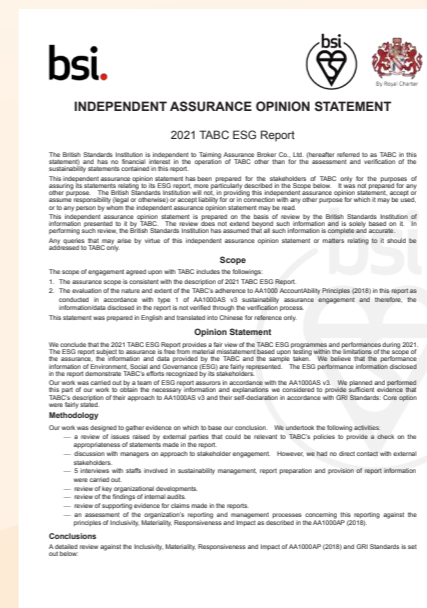 bsi.
bsi
By Royal Charter
INDEPENDENT ASSURANCE OPINION STATEMENT
2021 TABC ESG Report
The British Standards Institution is independent to Taiming Assurance Broker Co., Ltd. (hereafter referred to as TABC in this
statement) and has no financial interest in the operation of TABC other than for the assessment and verification of the
sustainability statements contained in this report.
This independent assurance opinion statement has been prepared for the stakeholders of TABC only for the purposes of
assuring its statements relating to its ESG report, more particularly described in the Scope below. It was not prepared for any
other purpose. The British Standards Institution will not, in providing this independent assurance opinion statement, accept or
assume responsibility (legal or otherwise) or accept liability for or in connection with any other purpose for which it may be used,
or to any person by whom the independent assurance opinion statement may be read.
This independent assurance opinion statement is prepared on the basis of review by the British Standards Institution of
information presented to it by TABC. The review does not extend beyond such information and is solely based on it. In
performing such review, the British Standards Institution has assumed that all such information is complete and accurate.
Any queries that may arise by virtue of this independent assurance opinion statement or matters relating to it should be
addressed to TABC only.
Scope
The scope of engagement agreed upon with TABC includes the followings:
1. The assurance scope is consistent with the description of 2021 TABC ESG Report.
2. The evaluation of the nature and extent of the TABC's adherence to AA1000 AccountAbility Principles (2018) in this report as
conducted in accordance with type 1 of AA1000AS v3 sustainability assurance engagement and therefore, the
information/data disclosed in the report is not verified through the verification process.
This statement was prepared in English and translated into Chinese for reference only.
Opinion Statement
We conclude that the 2021 TABC ESG Report provides a fair view of the TABC ESG programmes and performances during 2021.
The ESG report subject to assurance is free from material misstatement based upon testing within the limitations of the scope of
the assurance, the information and data provided by the TABC and the sample taken. We believe that the performance
information of Environment, Social and Governance (ESG) are fairly represented. The ESG performance information disclosed
in the report demonstrate TABC's efforts recognized by its stakeholders.
Our work was carried out by a team of ESG report assurors in accordance with the AA1000AS v3. We planned and performed
this part of our work to obtain the necessary information and explanations we considered to provide sufficient evidence that
TABC's description of their approach to AA1000AS v3 and their self-declaration in accordance with GRI Standards: Core option
were fairly stated.
Methodology
Our work was designed to gather evidence on which to base our conclusion. We undertook the following activities:
— a review of issues raised by external parties that could be relevant to TABC's policies to provide a check on the
appropriateness of statements made in the report.
— discussion with managers on approach to stakeholder engagement. However, we had no direct contact with external
stakeholders.
— 5 interviews with staffs involved in sustainability management, report preparation and provision of report information
were carried out.
— review of key organizational developments.
— review of the findings of internal audits.
— review of supporting evidence for claims made in the reports.
— an assessment of the organization's reporting and management processes concerning this reporting against the
principles of Inclusivity, Materiality, Responsiveness and Impact as described in the AA1000AP (2018).
Conclusions
A detailed review against the Inclusivity, Materiality, Responsiveness and Impact of AA1000AP (2018) and GRI Standards is set
out below: